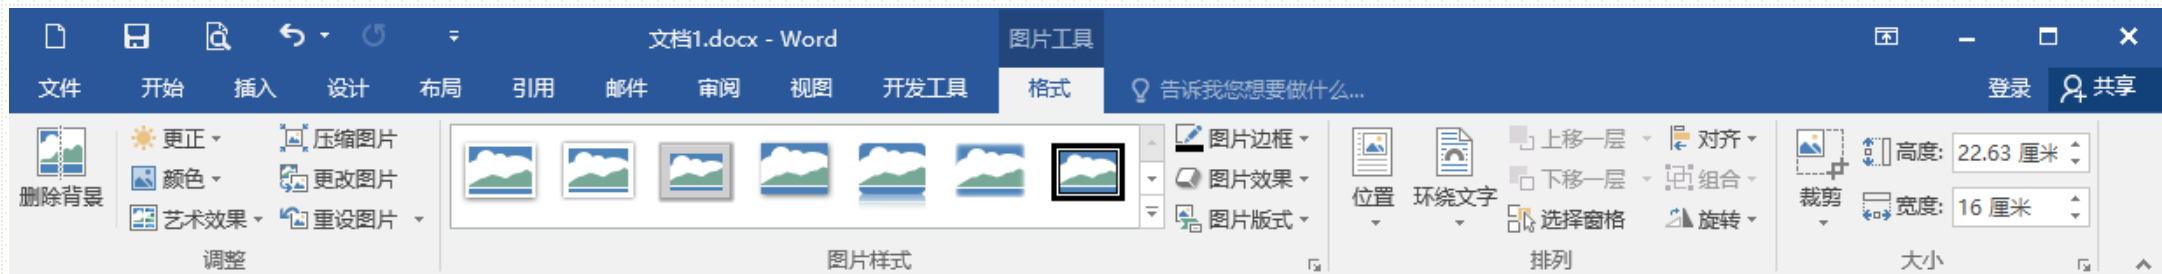 文档1.docx - Word
图片工具
文件 开始 插入 设计 布局 引用 邮件 审阅 视图 开发工具 格式 告诉我您想要做什么... 登录 共享
删除背景
更正
颜色
艺术效果
压缩图片
更改图片
重设图片
调整
图片边框
图片效果
图片版式
图片样式
位置
环绕文字
上移一层
下移一层
选择窗格
对齐
组合
旋转
排列
裁剪
高度: 22.63 厘米
宽度: 16 厘米
大小